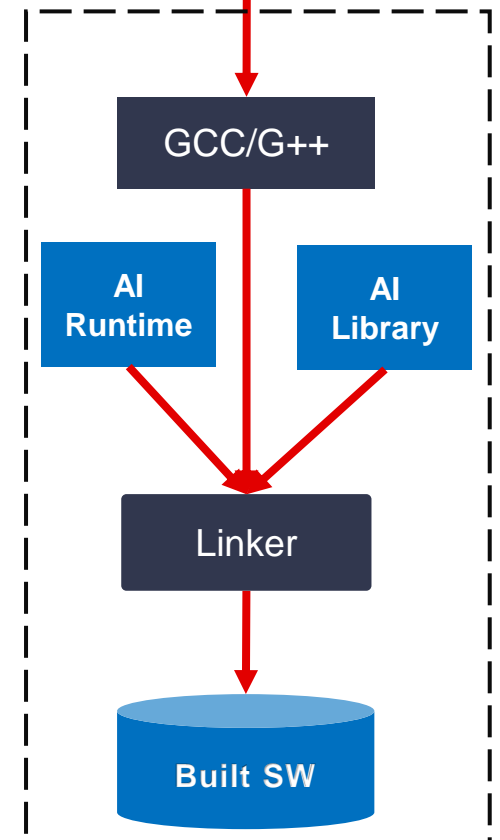 GCC/G++
AI
Runtime
AI
Library
Linker
Built SW